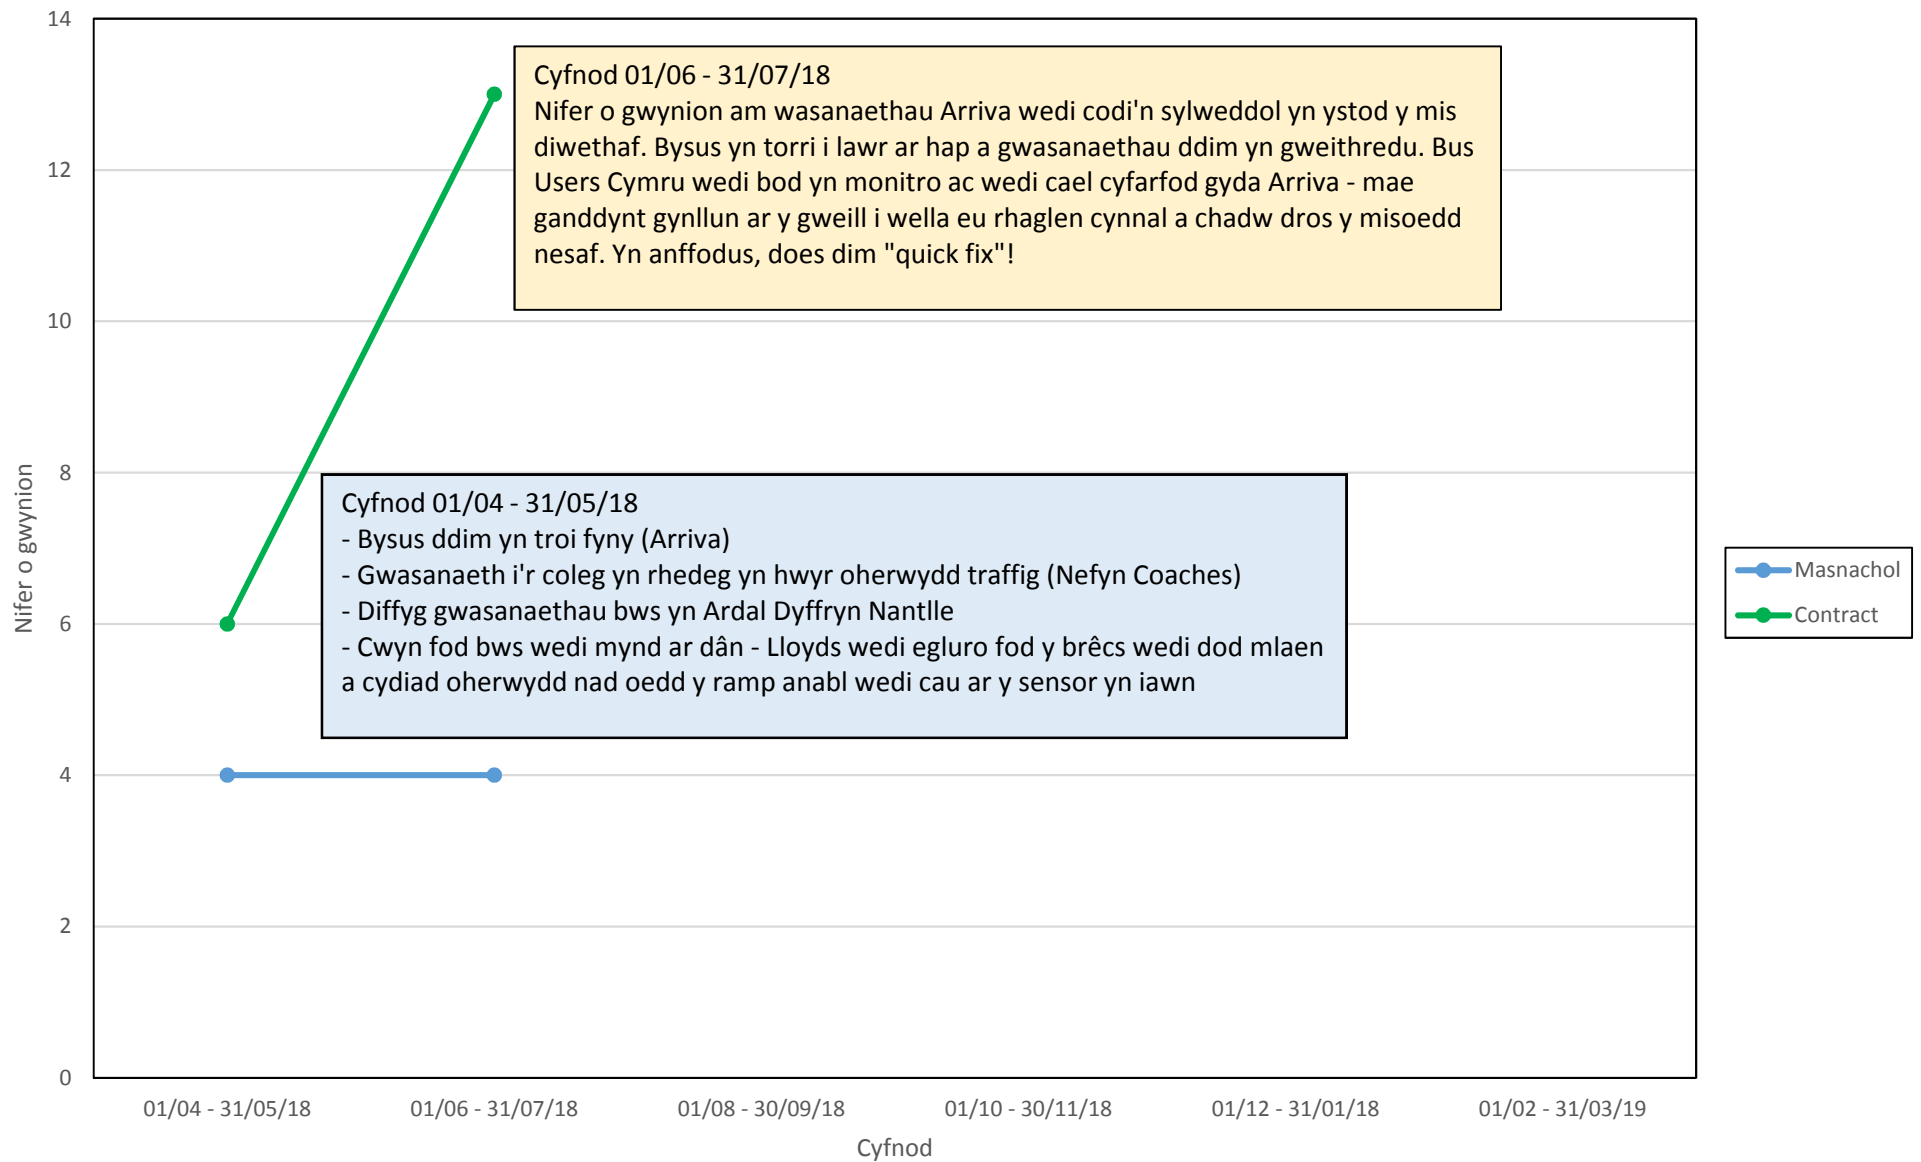 14
12
10
8
6
4
2
0
Nifer o gwynion
Cyfnod 01/06 - 31/07/18
Nifer o gwynion am wasanaethau Arriva wedi codi'n sylweddol yn ystod y mis
diwethaf. Bysus yn torri i lawr ar hap a gwasanaethau ddim yn gweithredu. Bus
Users Cymru wedi bod yn monitro ac wedi cael cyfarfod gyda Arriva - mae
ganddynt gynllun ar y gweill i wella eu rhaglen cynnal a chadw dros y misoedd
nesaf. Yn anffodus, does dim "quick fix"!
Cyfnod 01/04 - 31/05/18
- Bysus ddim yn troi fyny (Arriva)
- Gwasanaeth i'r coleg yn rhedeg yn hwyr oherwydd traffig (Nefyn Coaches)
- Diffyg gwasanaethau bws yn Ardal Dyffryn Nantlle
- Cwyn fod bws wedi mynd ar dân - Lloyds wedi egluro fod y brêcs wedi dod mlaen
a cydiad oherwydd nad oedd y ramp anabl wedi cau ar y sensor yn iawn
Masnachol
Contract
01/04 - 31/05/18
01/06 - 31/07/18
01/08 - 30/09/18
01/10 - 30/11/18
01/12 - 31/01/18
01/02 - 31/03/19
Cyfnod